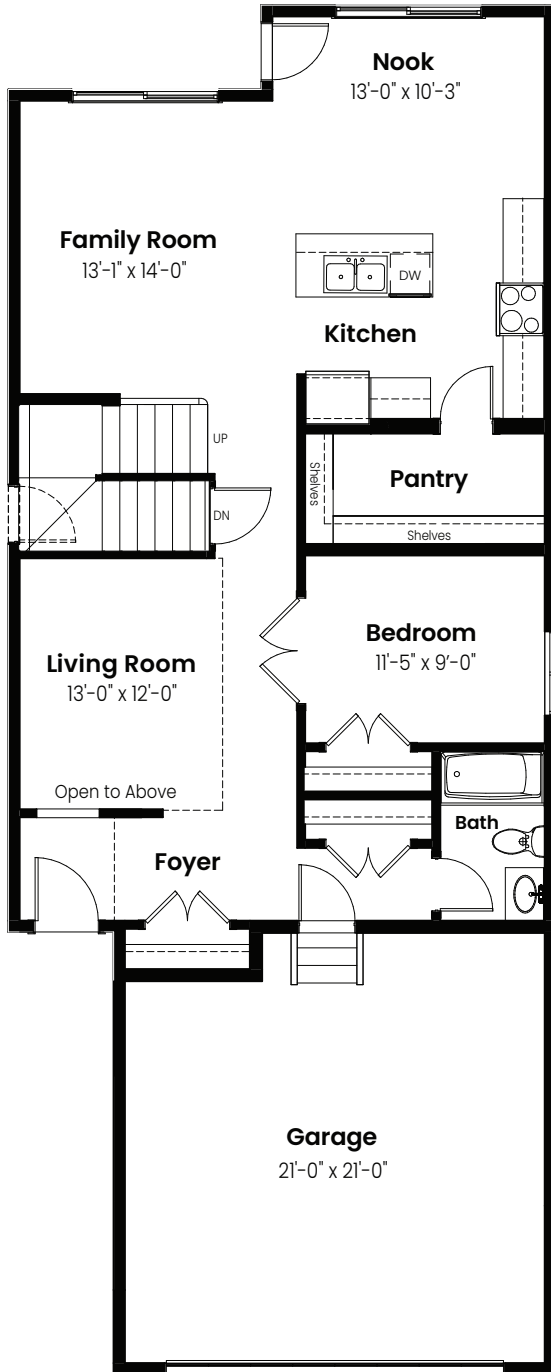 Nook
13'-0" x 10'-3"
Family Room
13'-1" x 14'-0"
DW
Kitchen
UP
Pantry
Shelves
DN
Shelves
Bedroom
11'-5" x 9'-0"
Living Room
13'-0" x 12'-0"
Open to Above
Bath
Foyer
Garage
21'-0" x 21'-0"